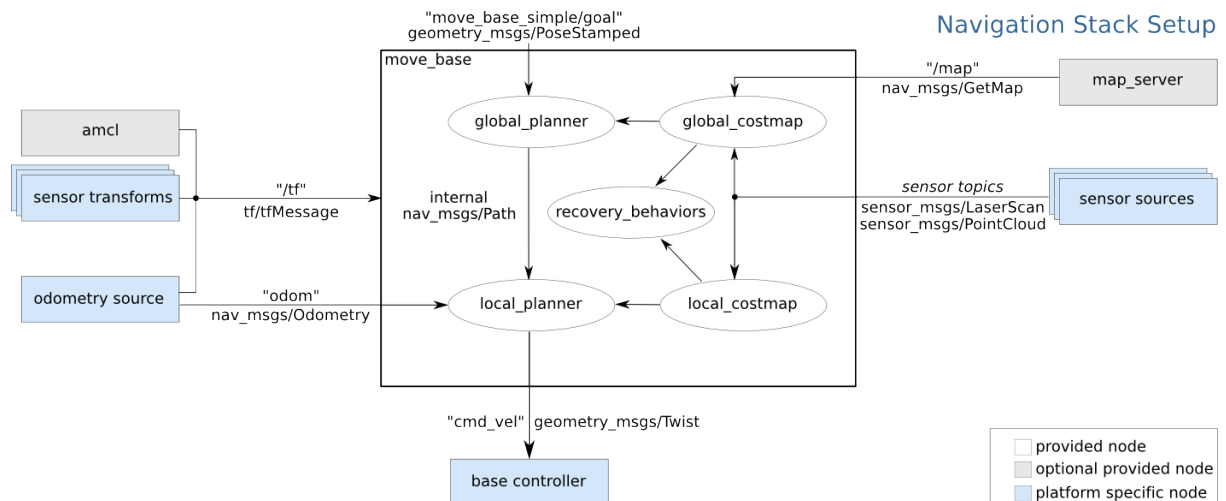 Navigation Stack Setup
"move_base_simple/goal"
geometry_msgs/PoseStamped
move_base
"/map"
nav_msgs/GetMap
map_server
amcl
global_planner
global_costmap
sensor transforms
"/tf"
tf/tfMessage
internal
nav_msgs/Path
recovery_behaviors
sensor topics
sensor_msgs/LaserScan
sensor_msgs/PointCloud
sensor sources
odometry source
"odom"
nav_msgs/Odometry
local_planner
local_costmap
"cmd_vel" geometry_msgs/Twist
base controller
provided node
optional provided node
platform specific node